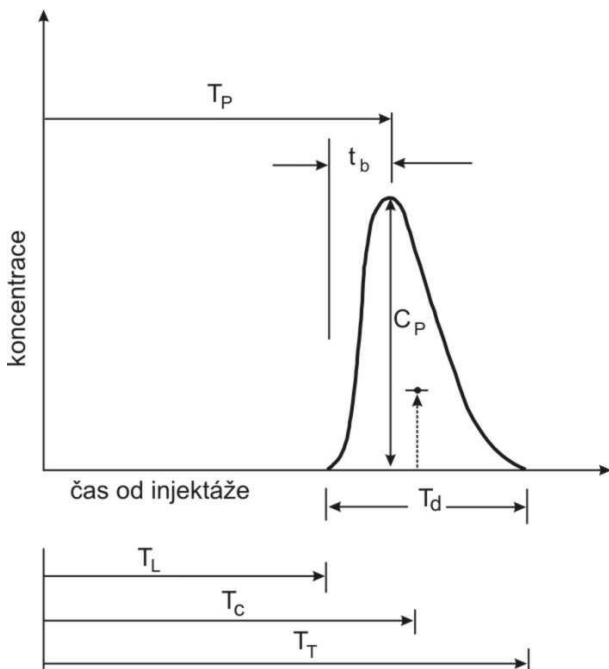 T_P
t_b
koncentrace
C_P
čas od injektáže
T_d
T_L
T_c
T_T